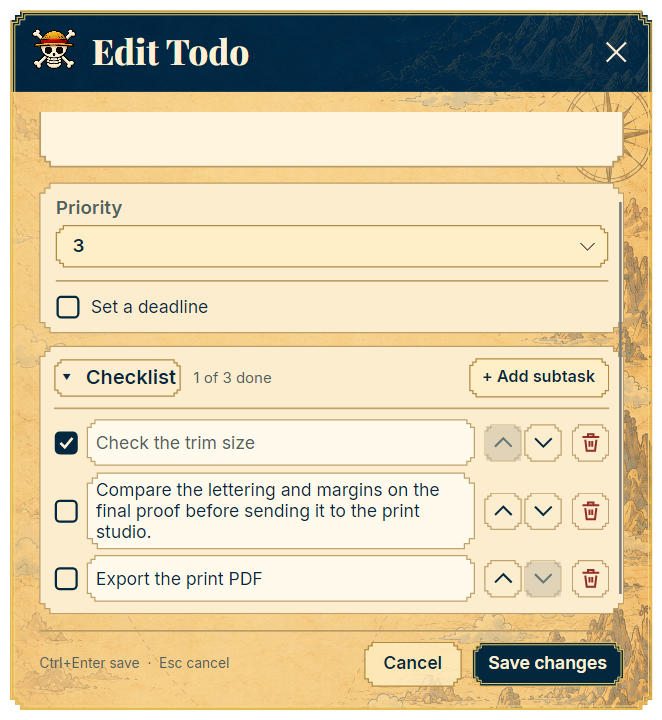 Edit Todo
Priority
3
Set a deadline
Checklist
1 of 3 done
+ Add subtask
Check the trim size
Compare the lettering and margins on the
final proof before sending it to the print
studio.
Export the print PDF
Ctrl+Enter save · Esc cancel
Cancel
Save changes